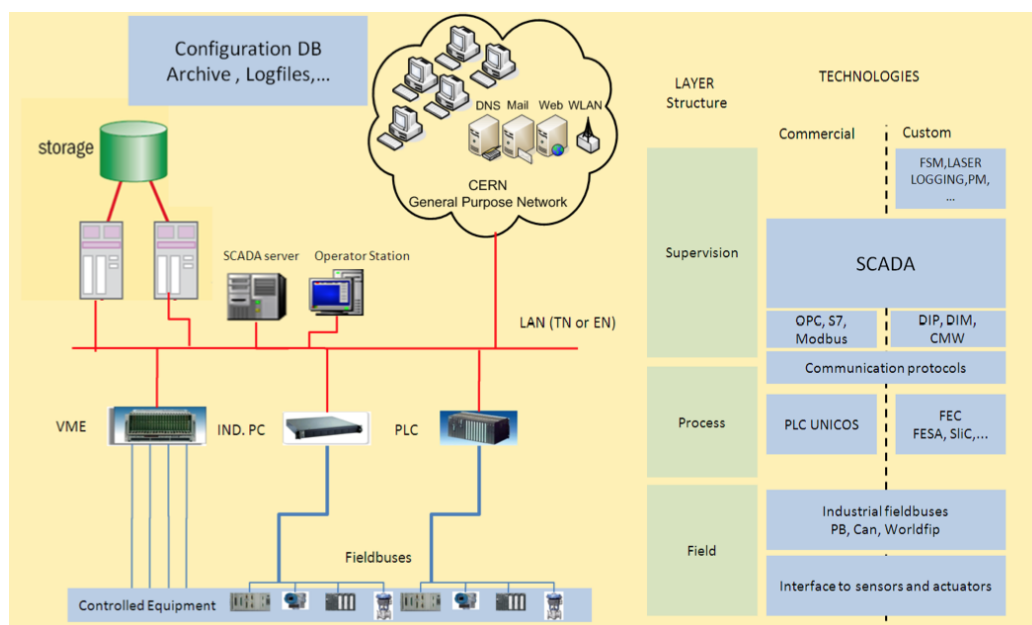 Configuration DB
Archive , Logfiles,...
storage
DNS Mail Web WLAN
CERN
General Purpose Network
SCADA server
Operator Station
LAN (TN or EN)
VME
IND. PC
PLC
Fieldbuses
Controlled Equipment
LAYER
Structure
TECHNOLOGIES
Commercial
Custom
Supervision
FSM,LASER
LOGGING,PM,
...
SCADA
OPC, S7,
Modbus
DIP, DIM,
CMW
Communication protocols
Process
PLC UNICOS
FEC
FESA, SliC,...
Field
Industrial fieldbuses
PB, Can, Worldfip
Interface to sensors and actuators